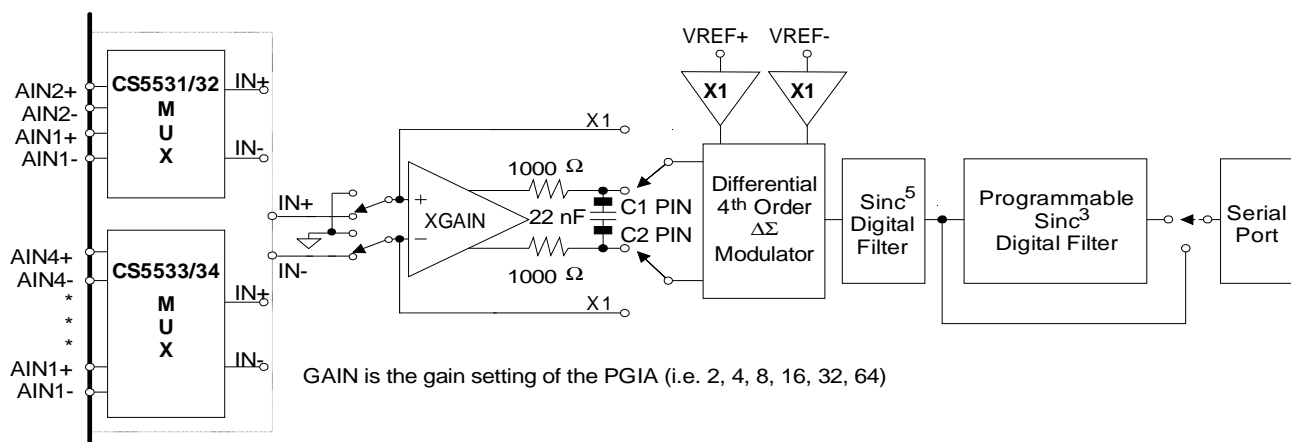 VREF+ VREF-
X1 X1
CS5531/32
M
U
X
IN+
IN-
AIN2+
AIN2-
AIN1+
AIN1-
IN+
IN-
CS5533/34
M
U
X
IN+
IN-
AIN4+
AIN4-
*
*
*
AIN1+
AIN1-
X1
+
XGAIN
−
1000 Ω
22 nF
1000 Ω
C1 PIN
C2 PIN
X1
Differential
4th Order
ΔΣ
Modulator
Sinc5
Digital
Filter
Programmable
Sinc3
Digital Filter
Serial
Port
GAIN is the gain setting of the PGIA (i.e. 2, 4, 8, 16, 32, 64)